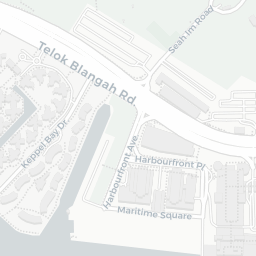 Seah Im Road
Telok Blangah Rd
Keppel Bay Dr.
Harbourfront Ave.
Harbourfront Pl
Maritime Square